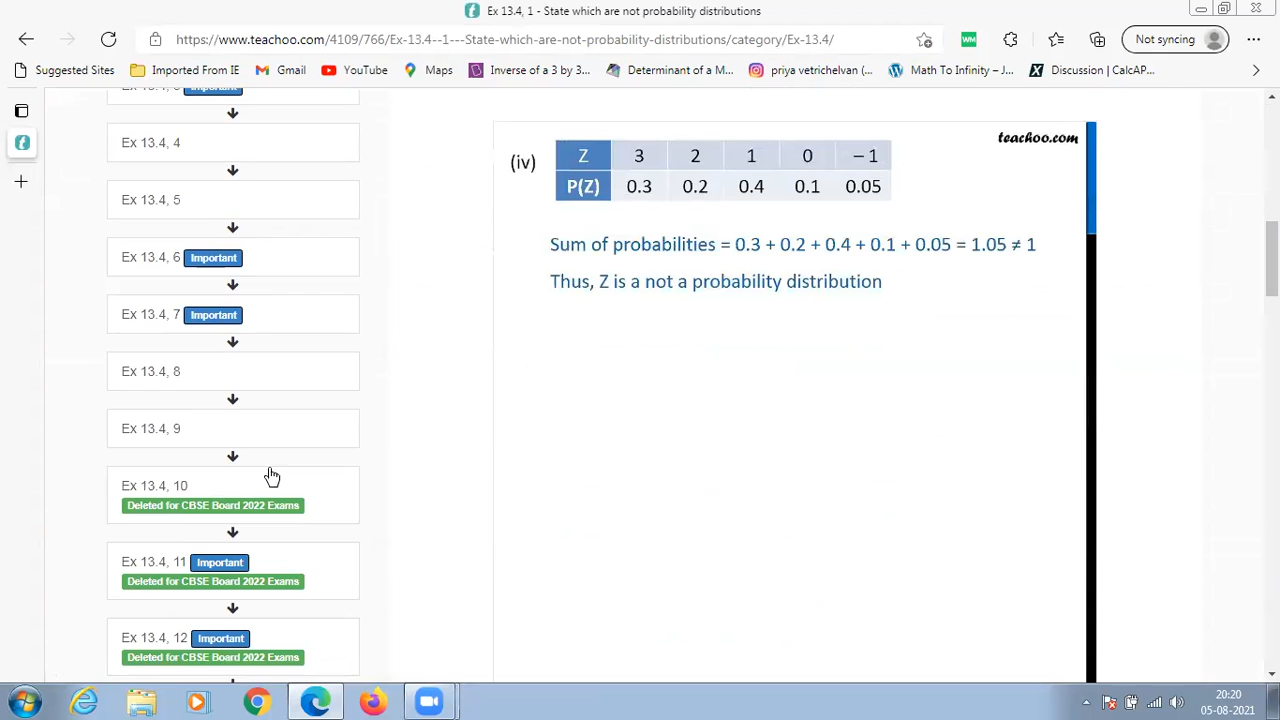 Ex 13.4, 1 - State which are not probability distributions
https://www.teachoo.com/4109/766/Ex-13.4--1---State-which-are-not-probability-distributions/category/Ex-13.4/
Not syncing
Suggested Sites
Imported From IE
Gmail
YouTube
Maps
Inverse of a 3 by 3...
Determinant of a M...
priya vetrichelvan (...
Math To Infinity – J...
Discussion | CalcAP...
Important
Ex 13.4, 4
Ex 13.4, 5
Ex 13.4, 6 Important
Ex 13.4, 7 Important
Ex 13.4, 8
Ex 13.4, 9
Ex 13.4, 10
Deleted for CBSE Board 2022 Exams
Ex 13.4, 11 Important
Deleted for CBSE Board 2022 Exams
Ex 13.4, 12 Important
Deleted for CBSE Board 2022 Exams
teachoo.com
(iv)
Z 3 2 1 0 – 1
P(Z) 0.3 0.2 0.4 0.1 0.05
Sum of probabilities = 0.3 + 0.2 + 0.4 + 0.1 + 0.05 = 1.05 ≠ 1
Thus, Z is a not a probability distribution
20:20
05-08-2021